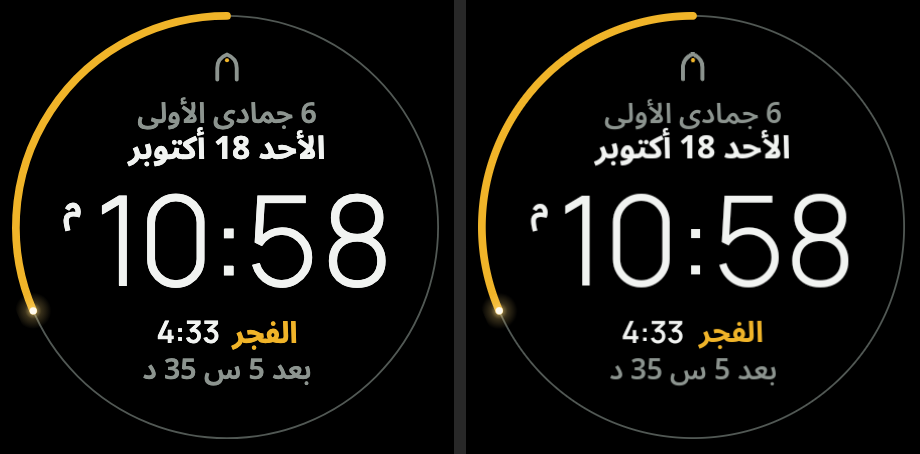 6 جمادى الأولى
الأحد 18 أكتوبر
10:58 م
الفجر 4:33
بعد 5 س 35 د
6 جمادى الأولى
الأحد 18 أكتوبر
10:58 م
الفجر 4:33
بعد 5 س 35 د